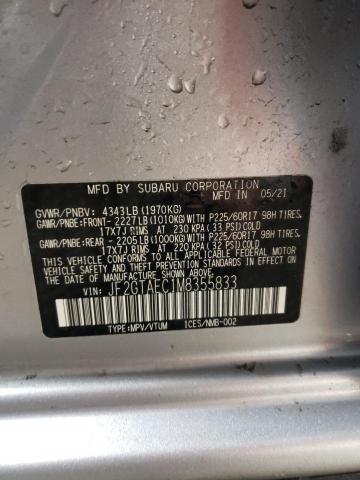 MFD BY SUBARU CORPORATION
MFD IN 05/21
GVWR/PNBV: 4343LB(1970KG)
GAWR/PNBE:FRONT- 2227LB(1010KG)WITH P225/60R17 98H TIRES,
17X7J RIMS, AT 230 KPA(33 PSI)COLD.
GAWR/PNBE:REAR - 2205LB(1000KG)WITH P225/60R17 98H TIRES,
17X7J RIMS, AT 220 KPA(32 PSI)COLD.
THIS VEHICLE CONFORMS TO ALL APPLICABLE FEDERAL MOTOR
VEHICLE SAFETY, BUMPER, AND THEFT PREVENTION STANDARDS
IN EFFECT ON THE DATE OF MANUFACTURE SHOWN ABOVE.
VIN: JF2GTAEC1M8355833
TYPE:MPV/VTUM ICES/NMB-002